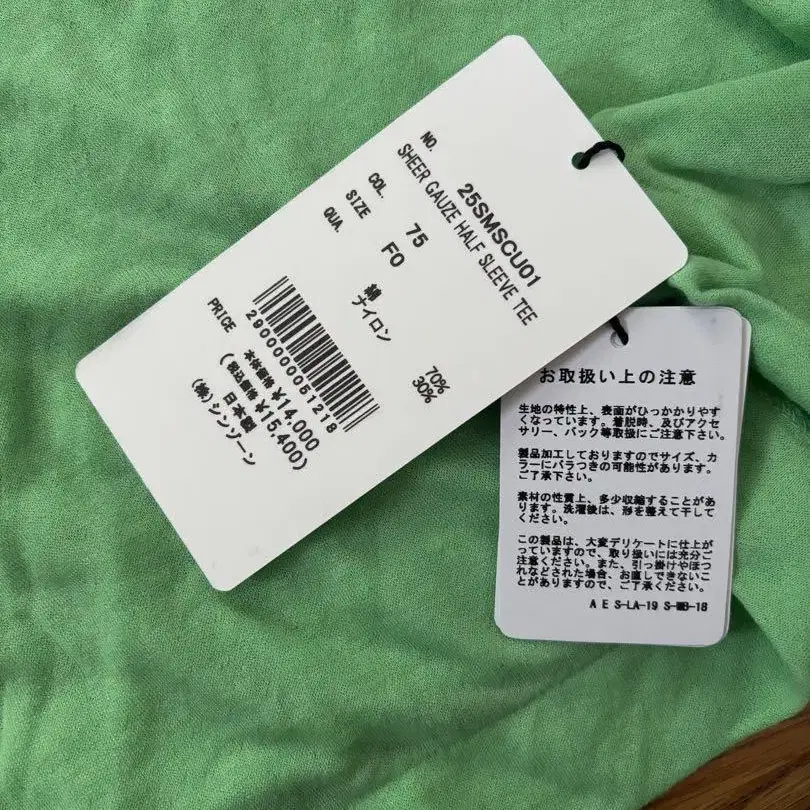 NO. 25SMSCU01
SHEER GAUZE HALF SLEEVE TEE
COL. 75
SIZE F0
QUA. 綿 70%
ナイロン 30%
2900000051218
PRICE 本体価格 ¥14,000
(税込価格 ¥15,400)
日本製
(株)シンゾーン
お取扱い上の注意
生地の特性上、表面がひっかかりやす
くなっています。着脱時、及びアクセ
サリー、バック等取扱にご注意下さい。
製品加工しておりますのでサイズ、カ
ラーにバラつきの可能性があります。
ご了承下さい。
素材の性質上、多少収縮することがあ
ります。洗濯後は、形を整えて干して
ください。
この製品は、大変デリケートに仕上が
っていますので、取り扱いには充分ご
注意ください。また、引っ掛けやほつ
れなどされた場合、お直しできないこ
とがありますので、ご了承ください。
A E S-LA-19 S-WB-18